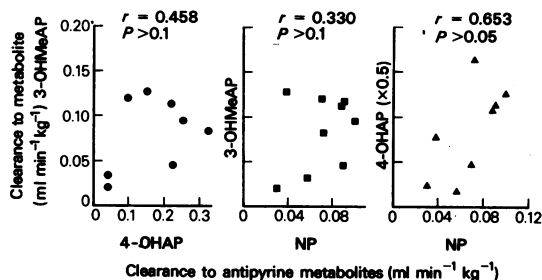 r = 0.458
P >0.1
r = 0.330
P >0.1
r = 0.653
P >0.05
Clearance to metabolite
(ml min⁻¹ kg⁻¹) 3-OHMeAP
0.20
0.15
0.10
0.05
0
0 0.1 0.2 0.3
4-OHAP
3-OHMeAP
0.04 0.08
NP
4-OHAP (×0.5)
0 0.04 0.08 0.12
NP
Clearance to antipyrine metabolites (ml min⁻¹ kg⁻¹)